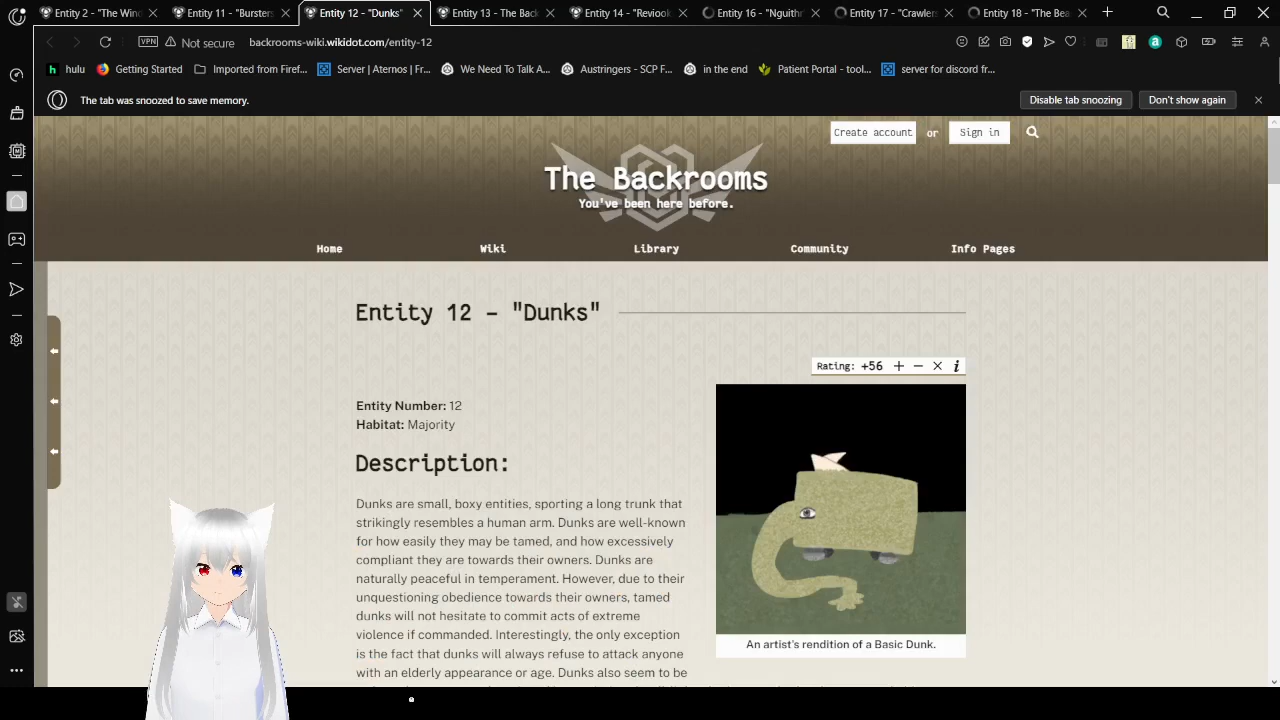 Entity 2 - "The Wind
Entity 11 - "Bursters
Entity 12 - "Dunks"
Entity 13 - The Back
Entity 14 - "Reviook
Entity 16 - "Nguithr
Entity 17 - "Crawlers
Entity 18 - "The Bea
VPN
Not secure
backrooms-wiki.wikidot.com/entity-12
hulu
Getting Started
Imported from Firef...
Server | Aternos | Fr...
We Need To Talk A...
Austringers - SCP F...
in the end
Patient Portal - tool...
server for discord fr...
The tab was snoozed to save memory.
Disable tab snoozing
Don't show again
Create account or Sign in
The Backrooms
You've been here before.
Home
Wiki
Library
Community
Info Pages
Entity 12 - "Dunks"
Rating: +56 + - × i
Entity Number: 12
Habitat: Majority
Description:
Dunks are small, boxy entities, sporting a long trunk that
strikingly resembles a human arm. Dunks are well-known
for how easily they may be tamed, and how excessively
compliant they are towards their owners. Dunks are
naturally peaceful in temperament. However, due to their
unquestioning obedience towards their owners, tamed
dunks will not hesitate to commit acts of extreme
violence if commanded. Interestingly, the only exception
is the fact that dunks will always refuse to attack anyone
with an elderly appearance or age. Dunks also seem to be
An artist's rendition of a Basic Dunk.